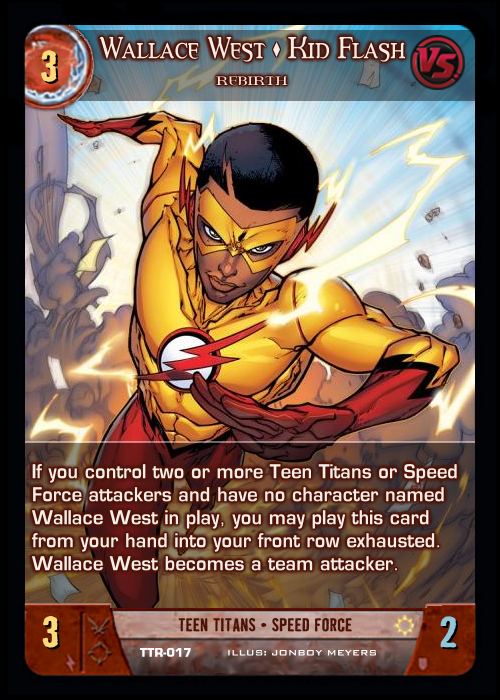 3
Wallace West ♦ Kid Flash
VS
REBIRTH
If you control two or more Teen Titans or Speed
Force attackers and have no character named
Wallace West in play, you may play this card
from your hand into your front row exhausted.
Wallace West becomes a team attacker.
3
TEEN TITANS • SPEED FORCE
2
TTR-017 ILLUS: JONBOY MEYERS